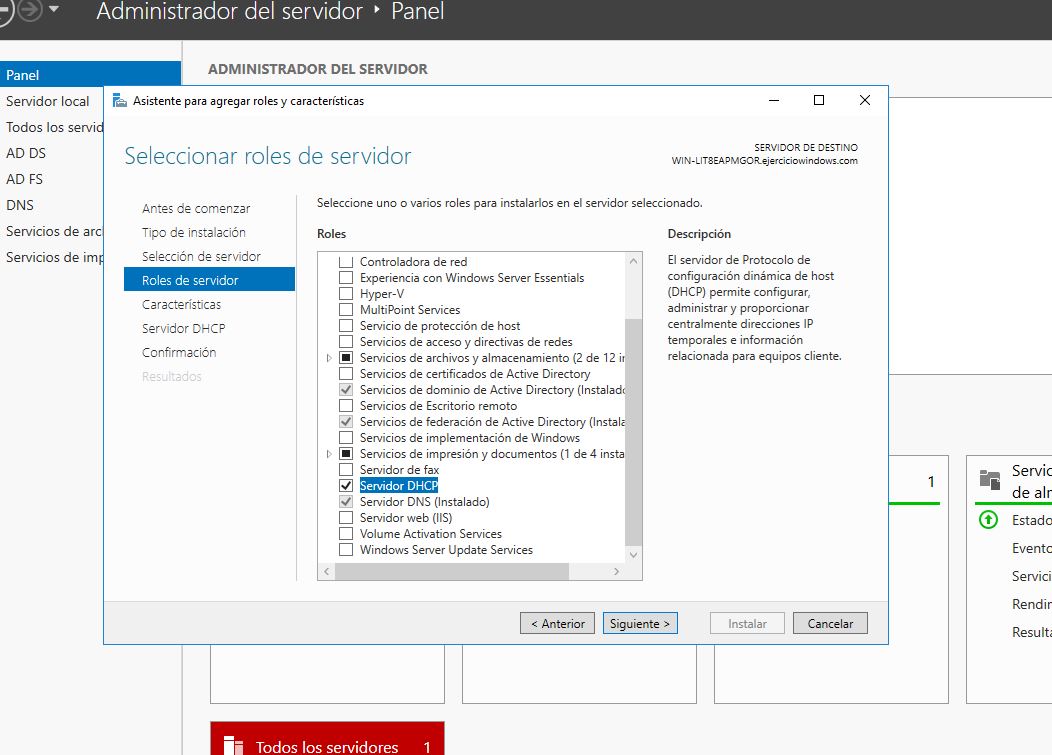 Administrador del servidor ‣ Panel
Panel
Servidor local
Todos los servid
AD DS
AD FS
DNS
Servicios de arc
Servicios de imp
ADMINISTRADOR DEL SERVIDOR
Asistente para agregar roles y características
Seleccionar roles de servidor
SERVIDOR DE DESTINO
WIN-LIT8EAPMGOR.ejerciciowindows.com
Antes de comenzar
Tipo de instalación
Selección de servidor
Roles de servidor
Características
Servidor DHCP
Confirmación
Resultados
Seleccione uno o varios roles para instalarlos en el servidor seleccionado.
Roles
Controladora de red
Experiencia con Windows Server Essentials
Hyper-V
MultiPoint Services
Servicio de protección de host
Servicios de acceso y directivas de redes
Servicios de archivos y almacenamiento (2 de 12 in
Servicios de certificados de Active Directory
Servicios de dominio de Active Directory (Instalado
Servicios de Escritorio remoto
Servicios de federación de Active Directory (Instala
Servicios de implementación de Windows
Servicios de impresión y documentos (1 de 4 insta
Servidor de fax
Servidor DHCP
Servidor DNS (Instalado)
Servidor web (IIS)
Volume Activation Services
Windows Server Update Services
Descripción
El servidor de Protocolo de
configuración dinámica de host
(DHCP) permite configurar,
administrar y proporcionar
centralmente direcciones IP
temporales e información
relacionada para equipos cliente.
< Anterior
Siguiente >
Instalar
Cancelar
1
Servic
de alm
Estado
Evento
Servici
Rendir
Resulta
Todos los servidores 1